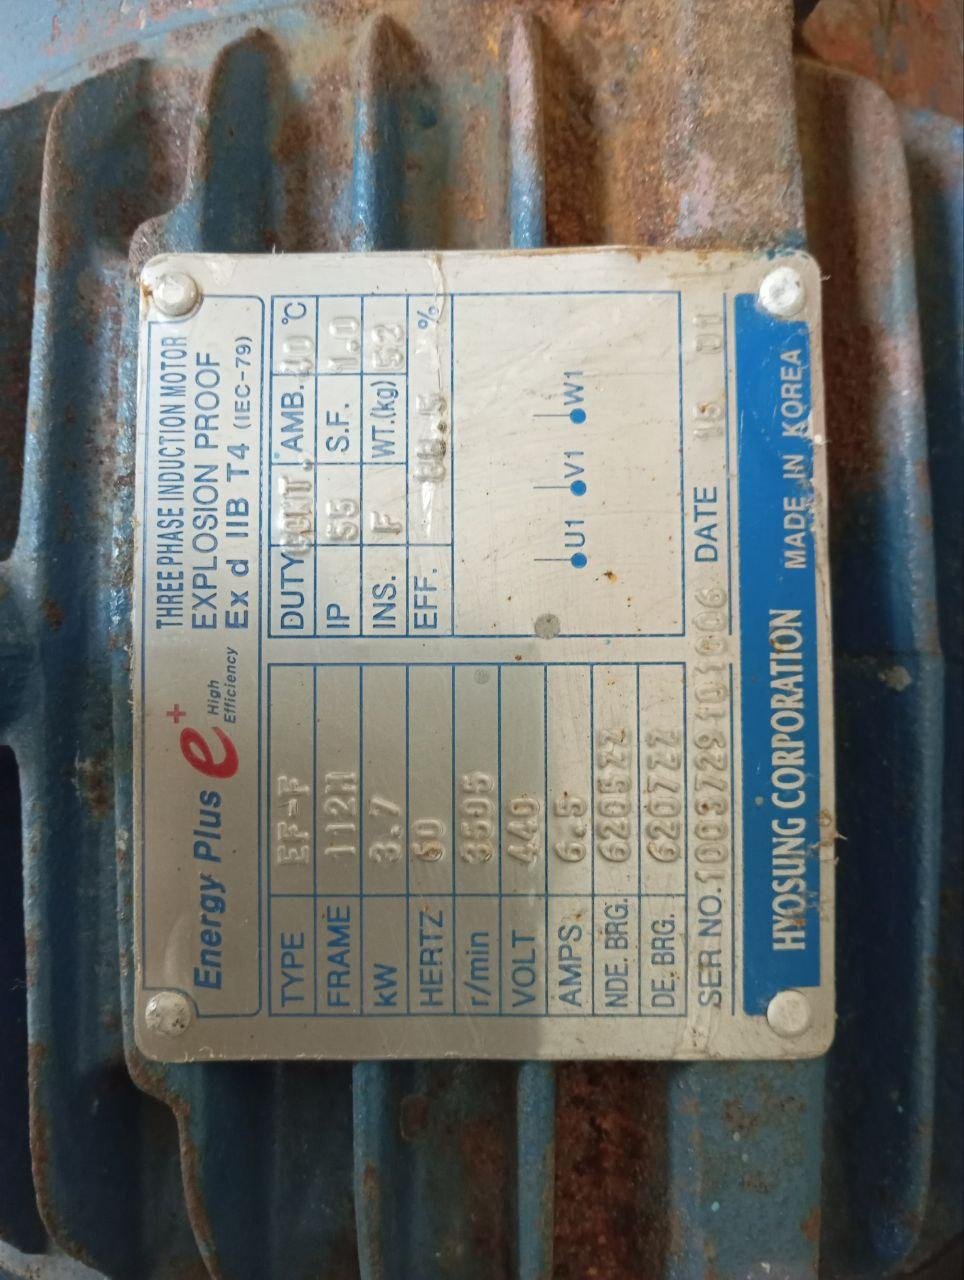 Energy Plus e+ High Efficiency
THREE PHASE INDUCTION MOTOR
EXPLOSION PROOF
Ex d IIB T4 (IEC-79)
TYPE EF-F
FRAME 112M
kW 3.7
HERTZ 60
r/min 3505
VOLT 440
AMPS. 6.5
NDE. BRG. 6205ZZ
DE. BRG. 6207ZZ
DUTY CONT. AMB. 40 °C
IP 55 S.F. 1.0
INS. F WT.(kg) 52
EFF. %
U1 V1 W1
SER NO. DATE
HYOSUNG CORPORATION MADE IN KOREA